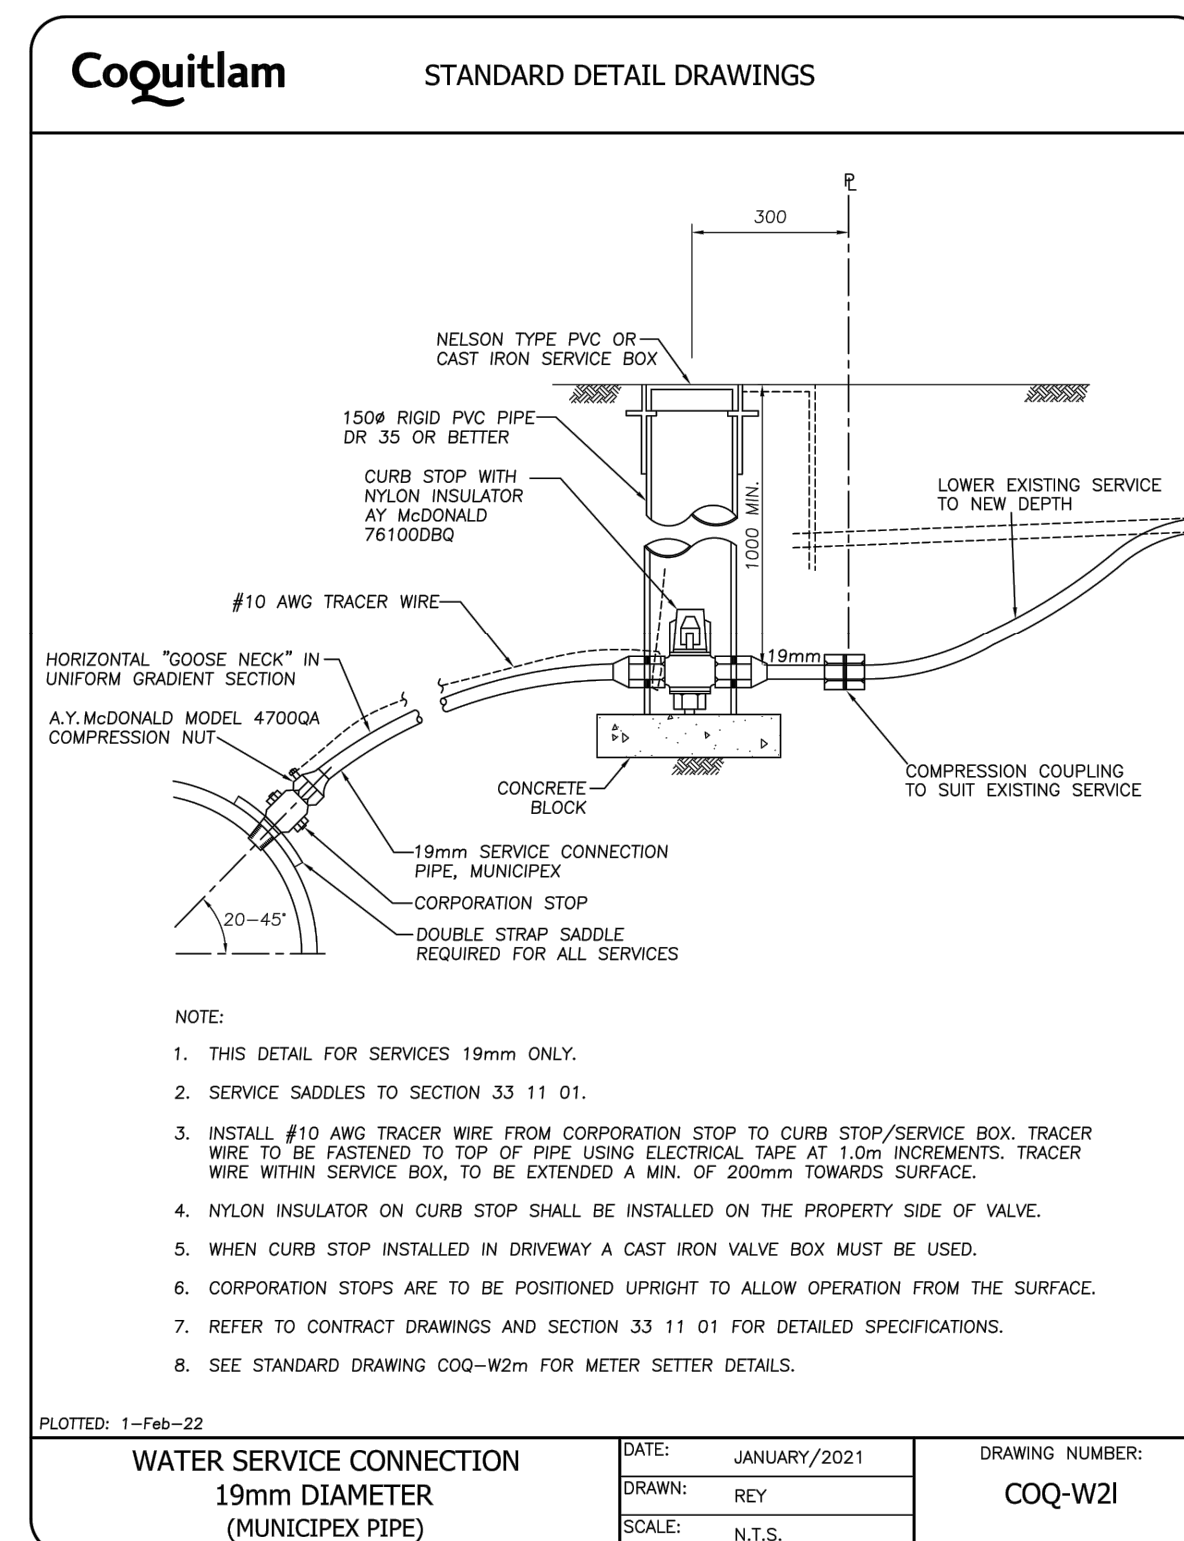 Coquitlam
STANDARD DETAIL DRAWINGS
PL
300
NELSON TYPE PVC OR
CAST IRON SERVICE BOX
150ø RIGID PVC PIPE
DR 35 OR BETTER
CURB STOP WITH
NYLON INSULATOR
AY McDONALD
76100DBQ
1000 MIN.
LOWER EXISTING SERVICE
TO NEW DEPTH
#10 AWG TRACER WIRE
19mm
HORIZONTAL "GOOSE NECK" IN
UNIFORM GRADIENT SECTION
A.Y.McDONALD MODEL 4700QA
COMPRESSION NUT
CONCRETE
BLOCK
COMPRESSION COUPLING
TO SUIT EXISTING SERVICE
19mm SERVICE CONNECTION
PIPE, MUNICIPEX
CORPORATION STOP
20-45°
DOUBLE STRAP SADDLE
REQUIRED FOR ALL SERVICES
NOTE:
1. THIS DETAIL FOR SERVICES 19mm ONLY.
2. SERVICE SADDLES TO SECTION 33 11 01.
3. INSTALL #10 AWG TRACER WIRE FROM CORPORATION STOP TO CURB STOP/SERVICE BOX. TRACER
WIRE TO BE FASTENED TO TOP OF PIPE USING ELECTRICAL TAPE AT 1.0m INCREMENTS. TRACER
WIRE WITHIN SERVICE BOX, TO BE EXTENDED A MIN. OF 200mm TOWARDS SURFACE.
4. NYLON INSULATOR ON CURB STOP SHALL BE INSTALLED ON THE PROPERTY SIDE OF VALVE.
5. WHEN CURB STOP INSTALLED IN DRIVEWAY A CAST IRON VALVE BOX MUST BE USED.
6. CORPORATION STOPS ARE TO BE POSITIONED UPRIGHT TO ALLOW OPERATION FROM THE SURFACE.
7. REFER TO CONTRACT DRAWINGS AND SECTION 33 11 01 FOR DETAILED SPECIFICATIONS.
8. SEE STANDARD DRAWING COQ-W2m FOR METER SETTER DETAILS.
PLOTTED: 1-Feb-22
WATER SERVICE CONNECTION
19mm DIAMETER
(MUNICIPEX PIPE)
DATE: JANUARY/2021
DRAWN: REY
SCALE: N.T.S.
DRAWING NUMBER:
COQ-W2l